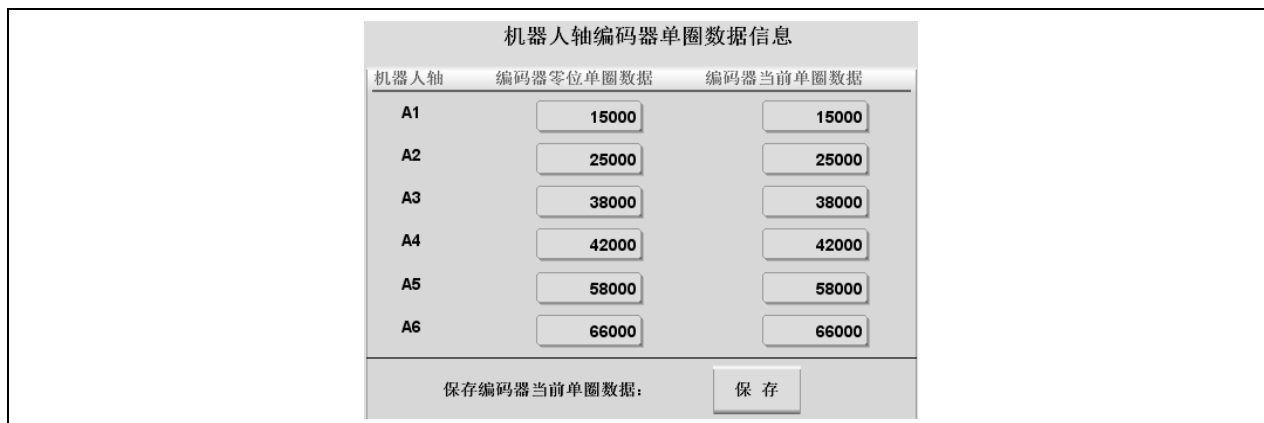 机器人轴编码器单圈数据信息
机器人轴 编码器零位单圈数据 编码器当前单圈数据
A1 15000 15000
A2 25000 25000
A3 38000 38000
A4 42000 42000
A5 58000 58000
A6 66000 66000
保存编码器当前单圈数据： 保 存